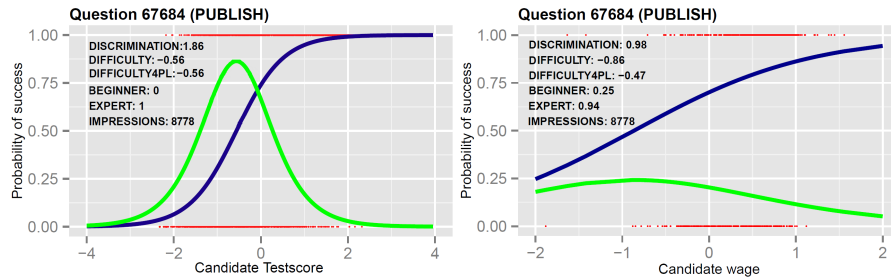 Question 67684 (PUBLISH)
Probability of success
1.00
0.75
0.50
0.25
0.00
DISCRIMINATION:1.86
DIFFICULTY: −0.56
DIFFICULTY4PL:−0.56
BEGINNER: 0
EXPERT: 1
IMPRESSIONS: 8778
−4
−2
0
2
4
Candidate Testscore
Question 67684 (PUBLISH)
Probability of success
1.00
0.75
0.50
0.25
0.00
DISCRIMINATION: 0.98
DIFFICULTY: −0.86
DIFFICULTY4PL: −0.47
BEGINNER: 0.25
EXPERT: 0.94
IMPRESSIONS: 8778
−2
−1
0
1
2
Candidate wage